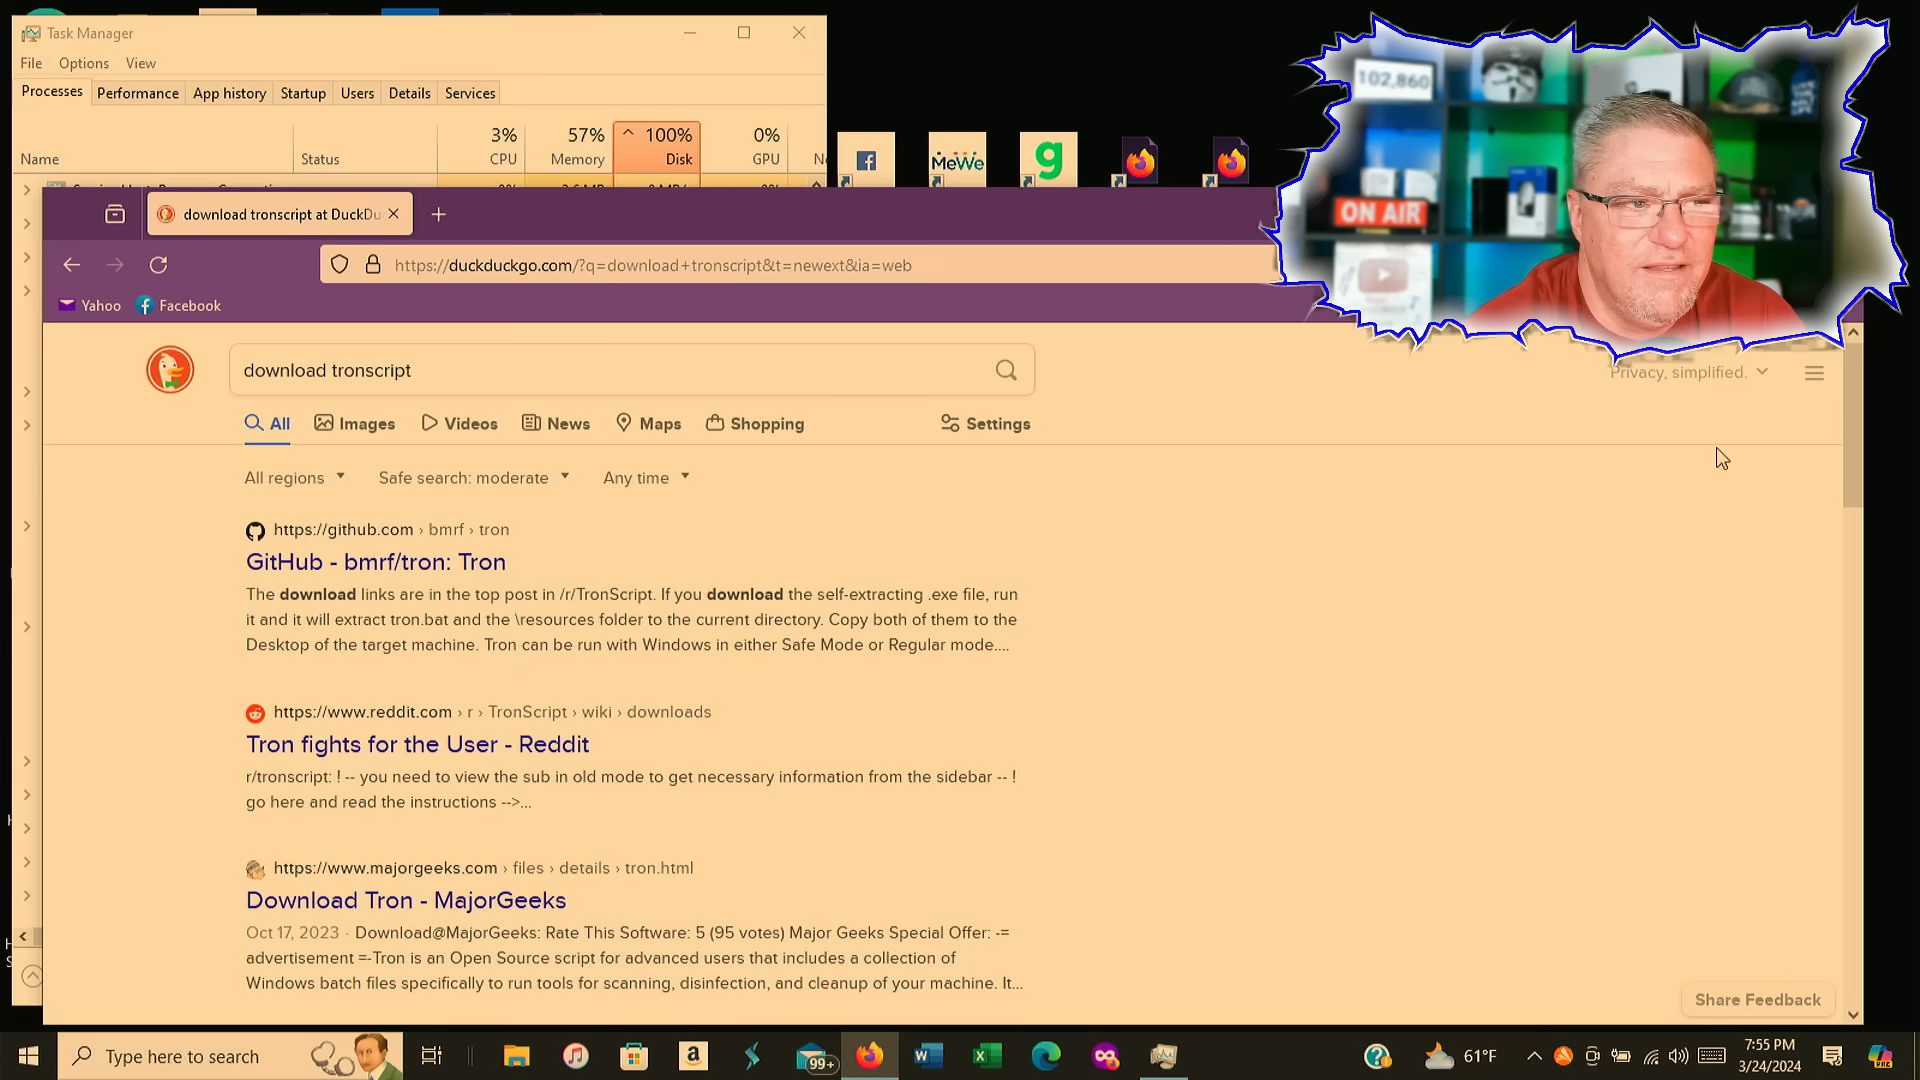 Task Manager
File Options View
Processes Performance App history Startup Users Details Services
3% 57% 100% 0%
Name Status CPU Memory Disk GPU
102,860
ON AIR
MeWe
g
download tronscript at DuckDu
https://duckduckgo.com/?q=download+tronscript&t=newext&ia=web
Yahoo Facebook
download tronscript
Privacy, simplified.
All Images Videos News Maps Shopping Settings
All regions Safe search: moderate Any time
https://github.com › bmrf › tron
GitHub - bmrf/tron: Tron
The download links are in the top post in /r/TronScript. If you download the self-extracting .exe file, run
it and it will extract tron.bat and the \resources folder to the current directory. Copy both of them to the
Desktop of the target machine. Tron can be run with Windows in either Safe Mode or Regular mode....
https://www.reddit.com › r › TronScript › wiki › downloads
Tron fights for the User - Reddit
r/tronscript: ! -- you need to view the sub in old mode to get necessary information from the sidebar -- !
go here and read the instructions -->...
https://www.majorgeeks.com › files › details › tron.html
Download Tron - MajorGeeks
Oct 17, 2023 · Download@MajorGeeks: Rate This Software: 5 (95 votes) Major Geeks Special Offer: -=
advertisement =-Tron is an Open Source script for advanced users that includes a collection of
Windows batch files specifically to run tools for scanning, disinfection, and cleanup of your machine. It...
Share Feedback
Type here to search
99+
61°F
7:55 PM
3/24/2024